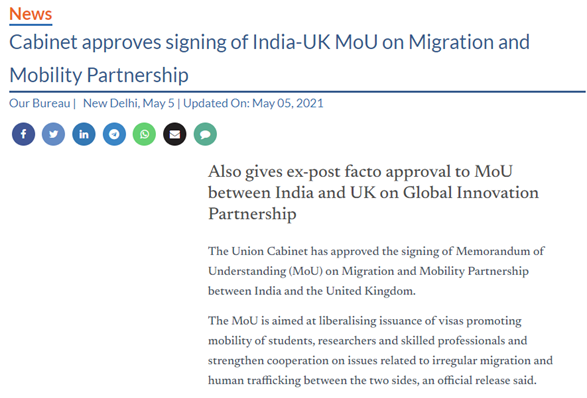 News
Cabinet approves signing of India-UK MoU on Migration and
Mobility Partnership
Our Bureau | New Delhi, May 5 | Updated On: May 05, 2021
Also gives ex-post facto approval to MoU
between India and UK on Global Innovation
Partnership
The Union Cabinet has approved the signing of Memorandum of
Understanding (MoU) on Migration and Mobility Partnership
between India and the United Kingdom.
The MoU is aimed at liberalising issuance of visas promoting
mobility of students, researchers and skilled professionals and
strengthen cooperation on issues related to irregular migration and
human trafficking between the two sides, an official release said.